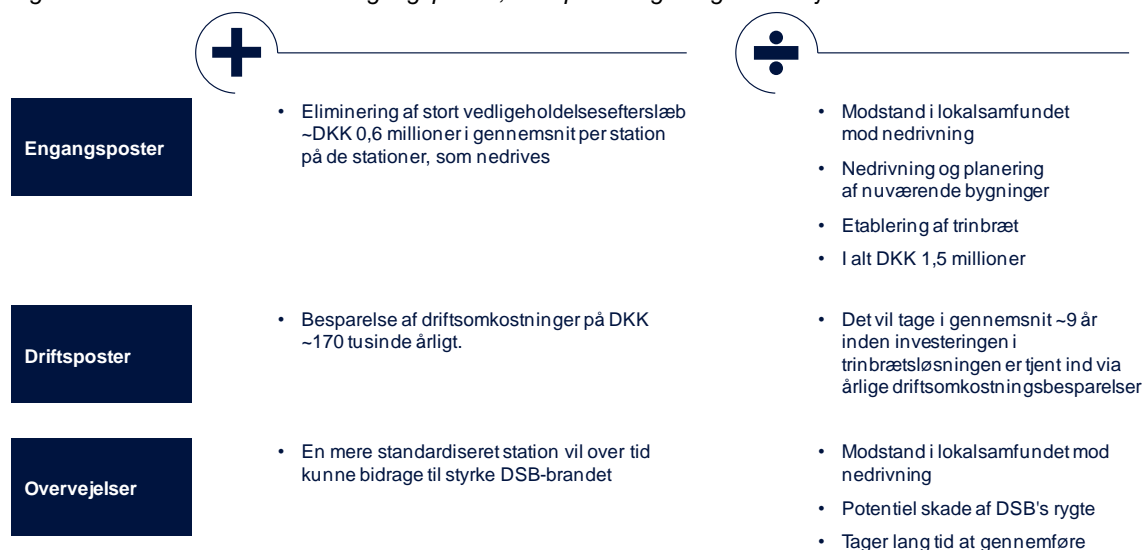 Engangsposter
• Eliminering af stort vedligeholdelsesefterslæb
~DKK 0,6 millioner i gennemsnit per station
på de stationer, som nedrives
• Modstand i lokalsamfundet
mod nedrivning
• Nedrivning og planering
af nuværende bygninger
• Etablering af trinbræt
• I alt DKK 1,5 millioner
Driftsposter
• Besparelse af driftsomkostninger på DKK
~170 tusinde årligt.
• Det vil tage i gennemsnit ~9 år
inden investeringen i
trinbrætsløsningen er tjent ind via
årlige driftsomkostningsbesparelser
Overvejelser
• En mere standardiseret station vil over tid
kunne bidrage til styrke DSB-brandet
• Modstand i lokalsamfundet mod
nedrivning
• Potentiel skade af DSB's rygte
• Tager lang tid at gennemføre